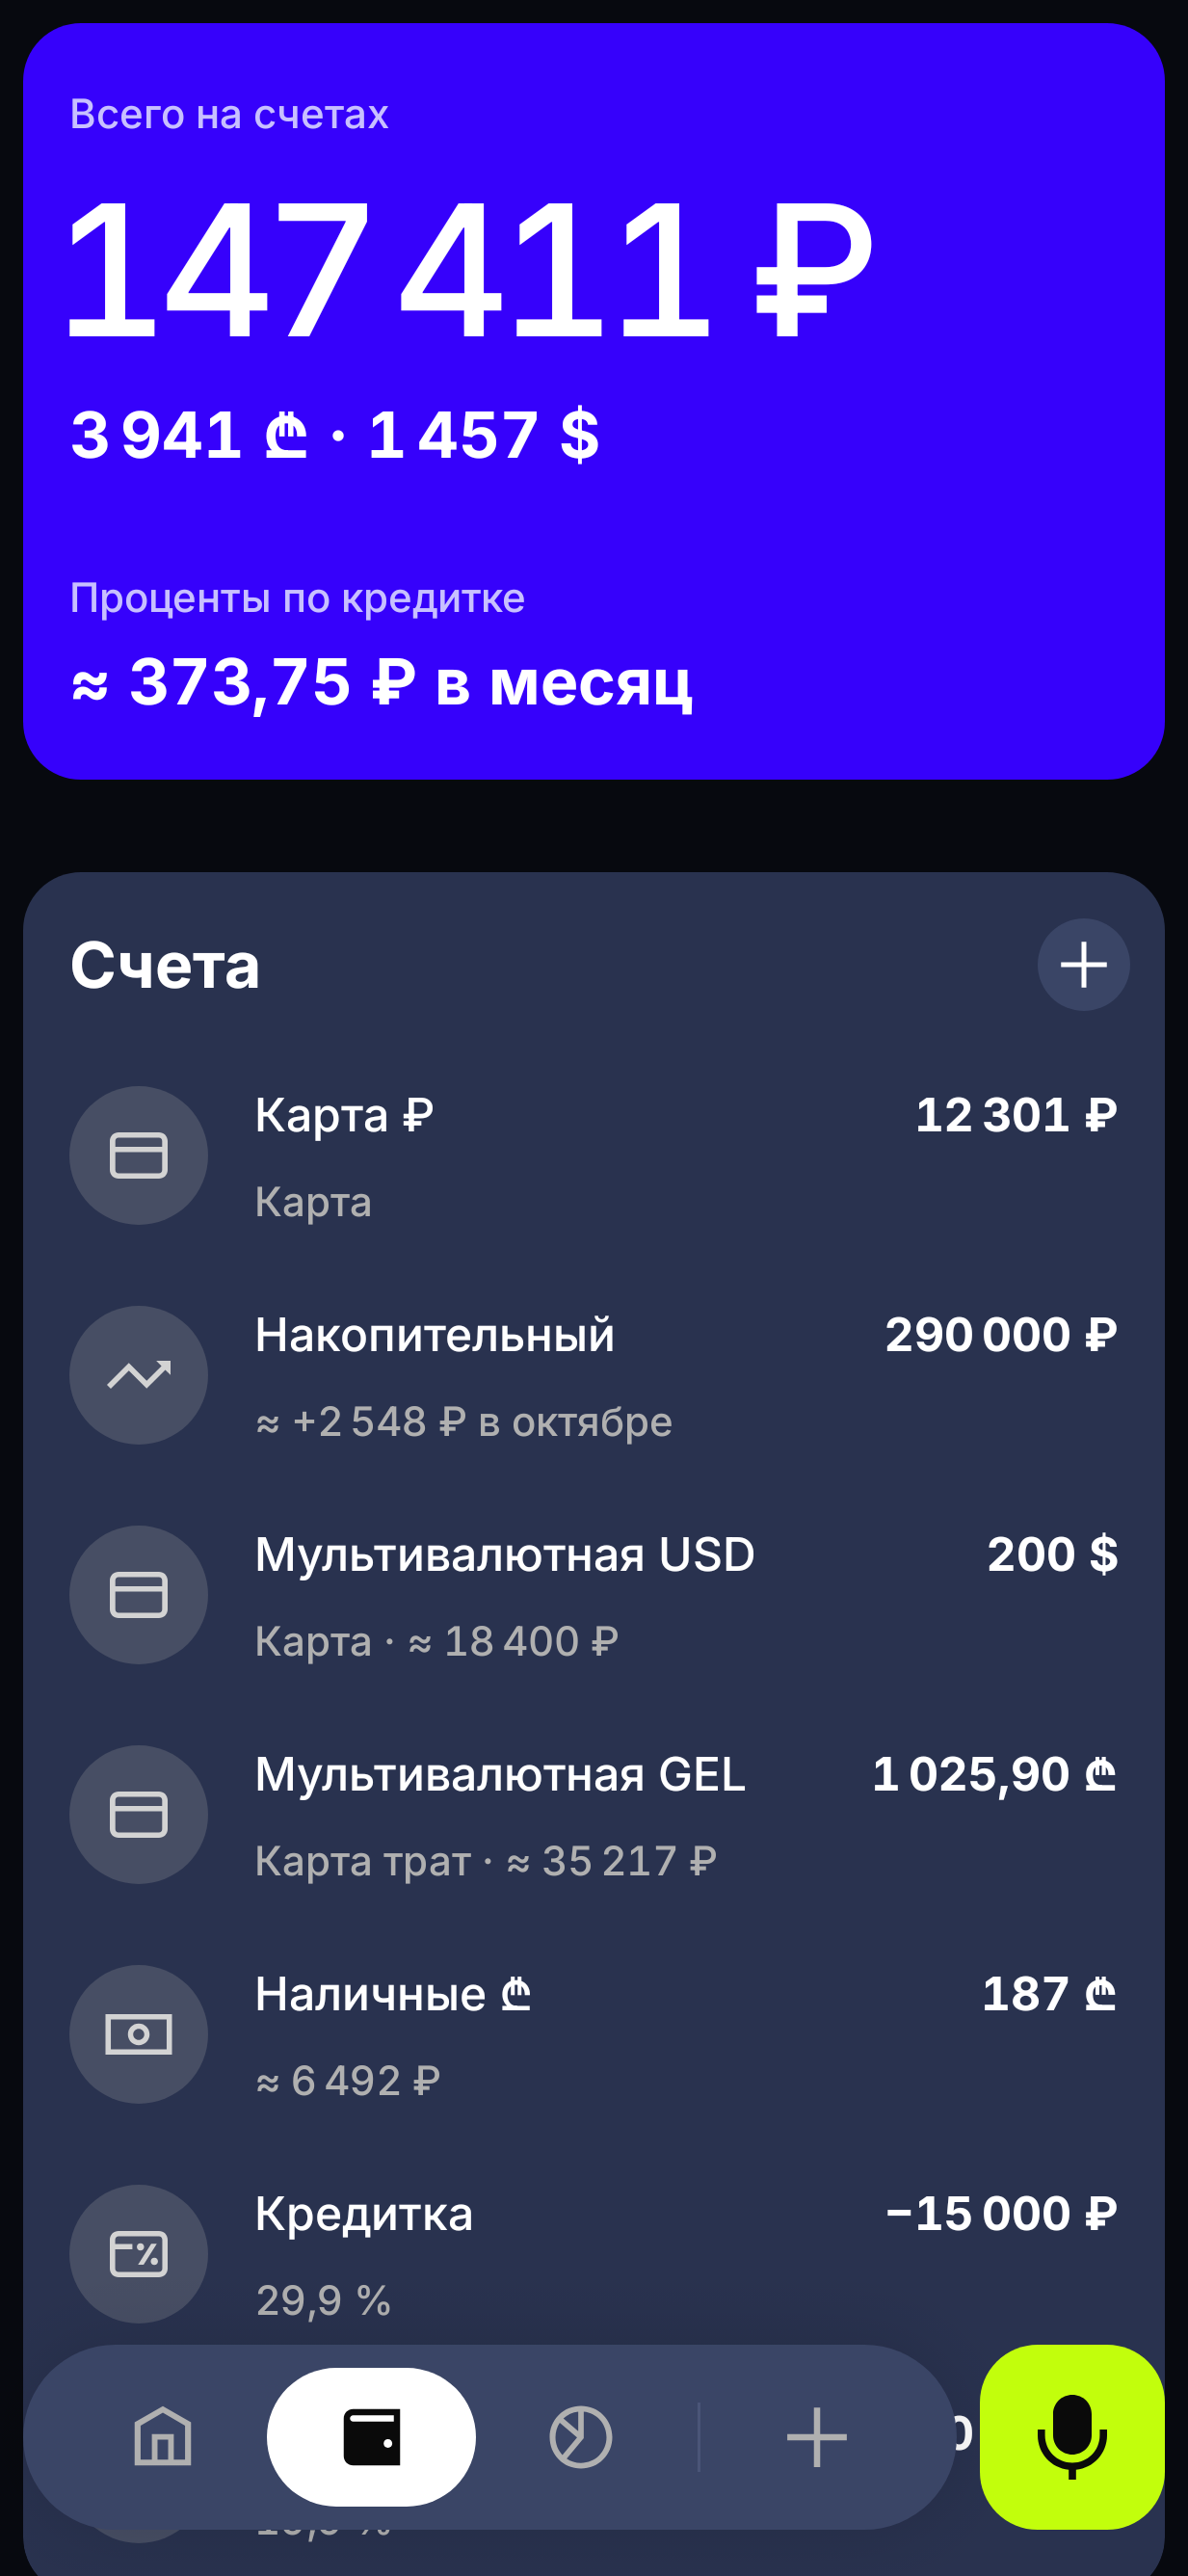 Всего на счетах
147 411 ₽
3 941 ₾ · 1 457 $
Проценты по кредитке
≈ 373,75 ₽ в месяц
Счета
Карта ₽
12 301 ₽
Карта
Накопительный
290 000 ₽
≈ +2 548 ₽ в октябре
Мультивалютная USD
200 $
Карта · ≈ 18 400 ₽
Мультивалютная GEL
1 025,90 ₾
Карта трат · ≈ 35 217 ₽
Наличные ₾
187 ₾
≈ 6 492 ₽
Кредитка
−15 000 ₽
29,9 %